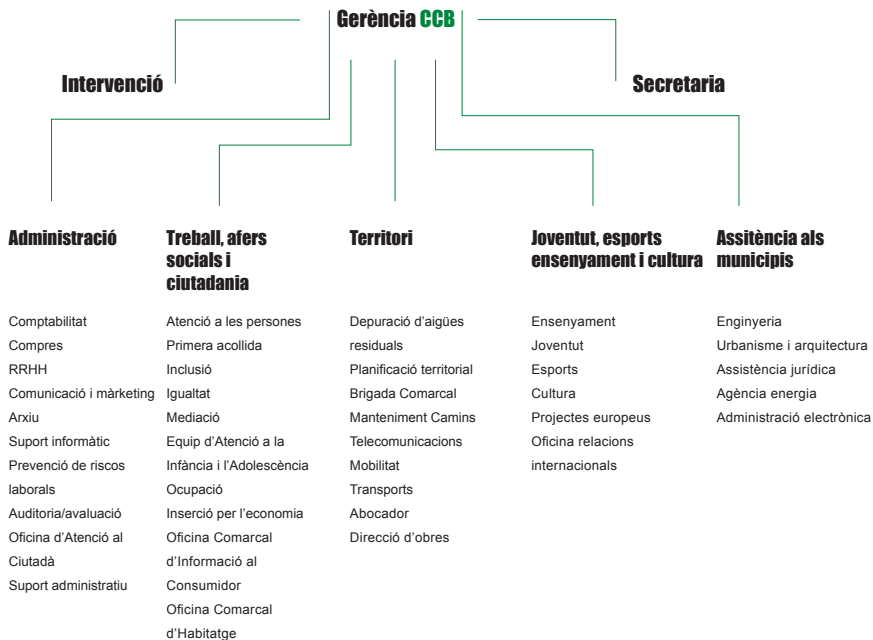 Gerència CCB
Intervenció
Secretaria
Administració
Comptabilitat
Compres
RRHH
Comunicació i màrketing
Arxiu
Suport informàtic
Prevenció de riscos
laborals
Auditoria/avaluació
Oficina d'Atenció al
Ciutadà
Suport administratiu
Treball, afers
socials i
ciutadania
Atenció a les persones
Primera acollida
Inclusió
Igualtat
Mediació
Equip d'Atenció a la
Infància i l'Adolescència
Ocupació
Inserció per l'economia
Oficina Comarcal
d'Informació al
Consumidor
Oficina Comarcal
d'Habitatge
Territori
Depuració d'aigües
residuals
Planificació territorial
Brigada Comarcal
Manteniment Camins
Telecomunicacions
Mobilitat
Transports
Abocador
Direcció d'obres
Joventut, esports
ensenyament i cultura
Ensenyament
Joventut
Esports
Cultura
Projectes europeus
Oficina relacions
internacionals
Assitència als
municipis
Enginyeria
Urbanisme i arquitectura
Assistència jurídica
Agència energia
Administració electrònica